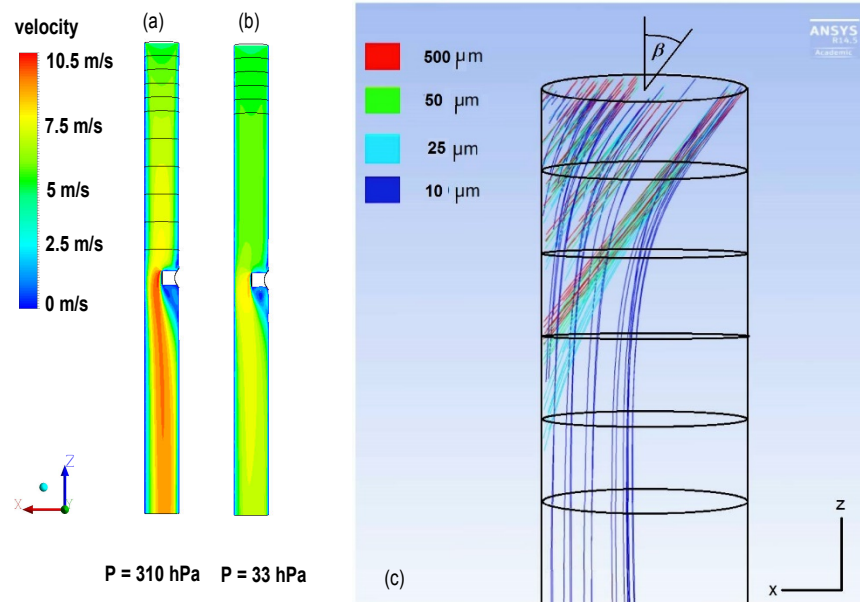 (a)
(b)
velocity
10.5 m/s
7.5 m/s
5 m/s
2.5 m/s
0 m/s
Z
X
Y
P = 310 hPa
P = 33 hPa
ANSYS
R14.5
Academic
β
500 μm
50 μm
25 μm
10 μm
z
x
(c)